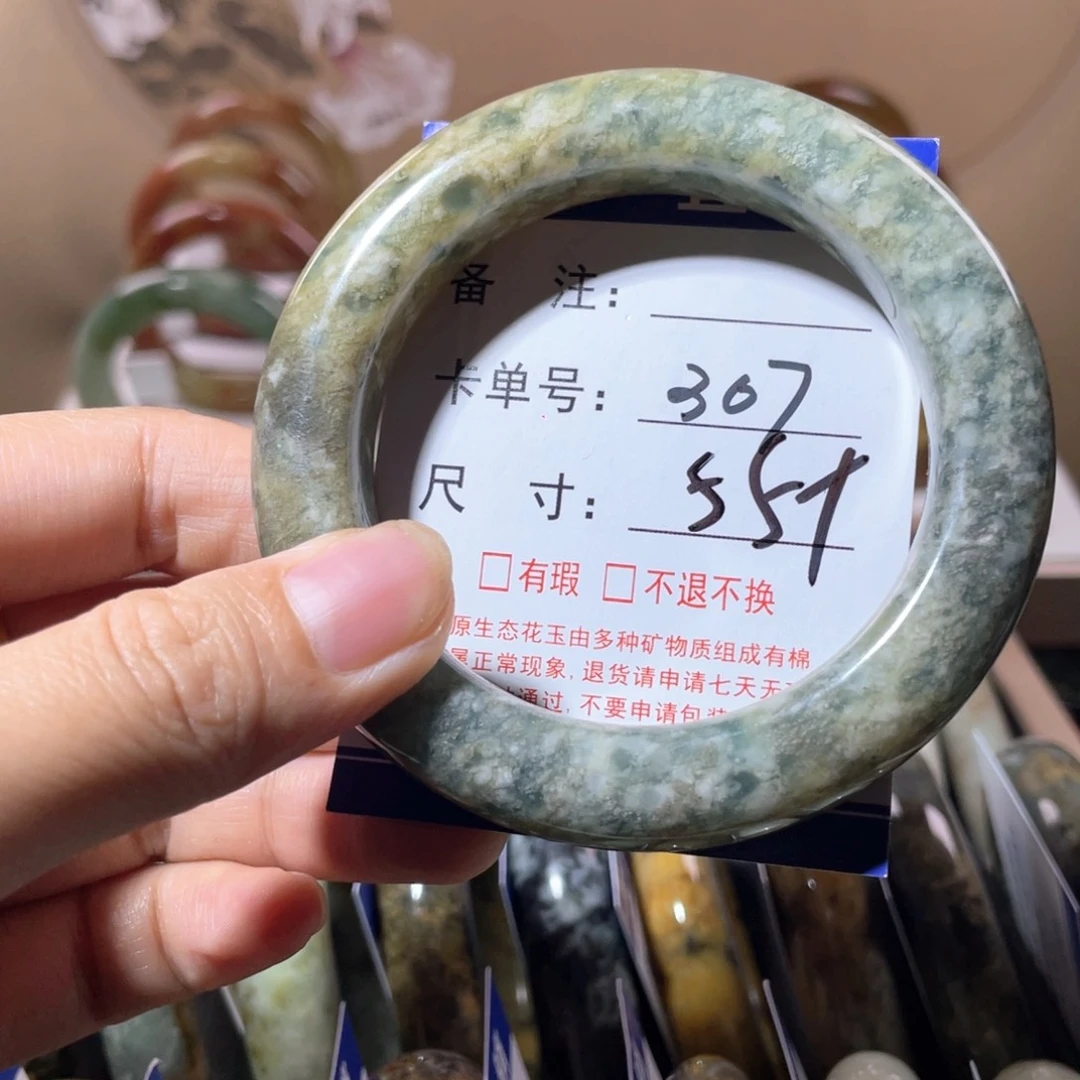 备 注:
卡单号: 307
尺 寸:
□有瑕 □不退不换
原生态花玉由多种矿物质组成有棉
属正常现象, 退货请申请七天无
通过, 不要申请包装